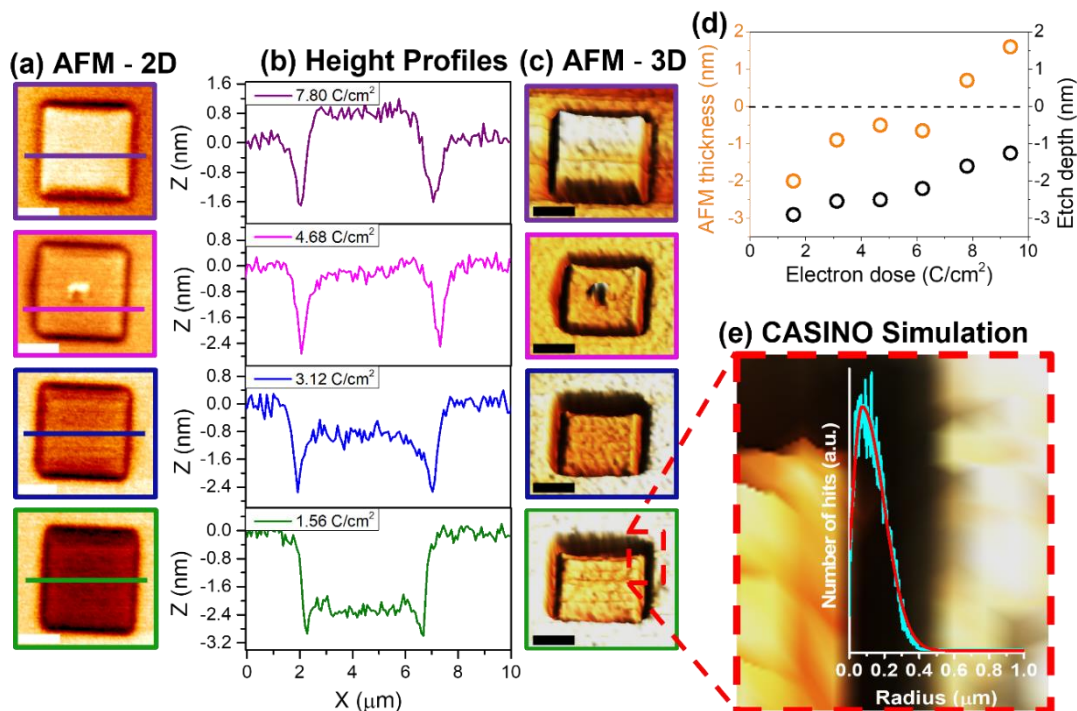 (a) AFM - 2D
(b) Height Profiles
(c) AFM - 3D
(d)
1.6
0.8
0.0
-0.8
-1.6
Z (nm)
7.80 C/cm²
0.8
0.0
-0.8
-1.6
-2.4
Z (nm)
4.68 C/cm²
0.8
0.0
-0.8
-1.6
-2.4
Z (nm)
3.12 C/cm²
0.8
0.0
-0.8
-1.6
-2.4
-3.2
Z (nm)
1.56 C/cm²
0 2 4 6 8 10
X (μm)
AFM thickness (nm)
2
1
0
-1
-2
-3
2
1
0
-1
-2
-3
Etch depth (nm)
0 2 4 6 8 10
Electron dose (C/cm²)
(e) CASINO Simulation
Number of hits (a.u.)
0.0 0.2 0.4 0.6 0.8 1.0
Radius (μm)